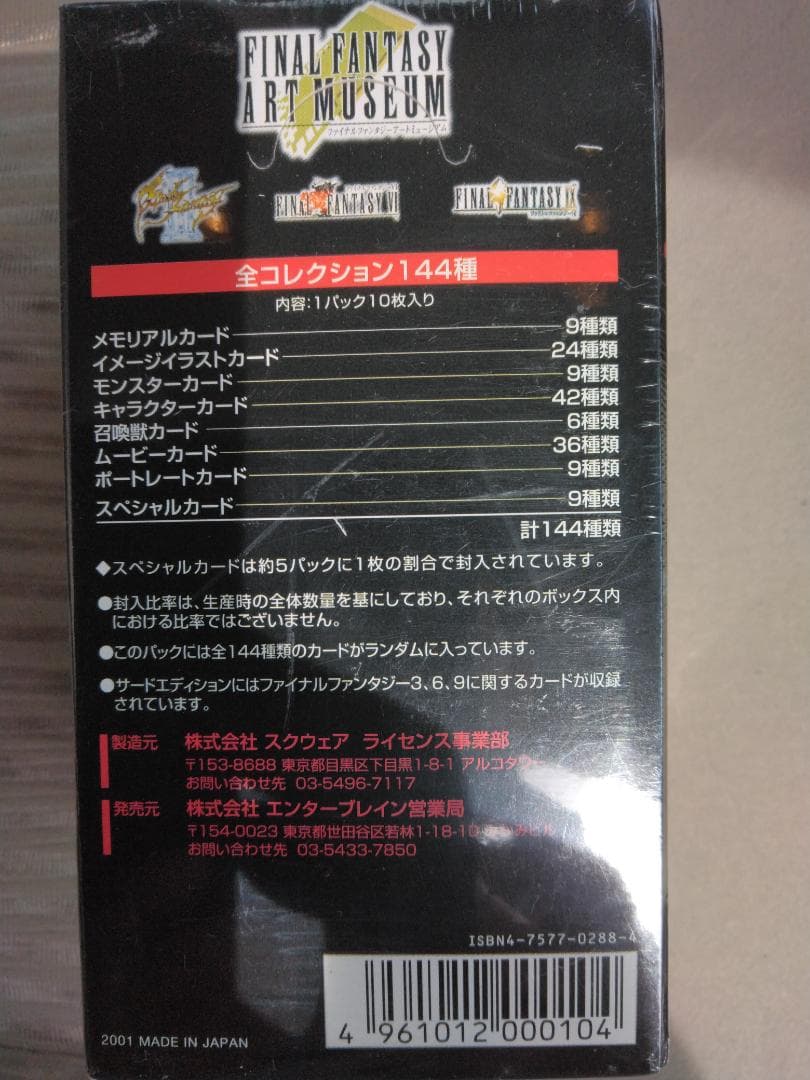 FINAL FANTASY
ART MUSEUM
ファイナルファンタジーアートミュージアム
FINAL FANTASY VI
FINAL FANTASY IX
全コレクション144種
内容:1パック10枚入り
メモリアルカード 9種類
イメージイラストカード 24種類
モンスターカード 9種類
キャラクターカード 42種類
召喚獣カード 6種類
ムービーカード 36種類
ポートレートカード 9種類
スペシャルカード 9種類
計144種類
◆スペシャルカードは約5パックに1枚の割合で封入されています。
●封入比率は、生産時の全体数量を基にしており、それぞれのボックス内
における比率ではございません。
●このパックには全144種類のカードがランダムに入っています。
●サードエディションにはファイナルファンタジー3、6、9に関するカードが収録
されています。
製造元 株式会社 スクウェア ライセンス事業部
〒153-8688 東京都目黒区下目黒1-8-1 アルコタワー
お問い合わせ先 03-5496-7117
発売元 株式会社 エンターブレイン営業局
〒154-0023 東京都世田谷区若林1-18-10
お問い合わせ先 03-5433-7850
ISBN4-7577-0288-4
4 961012 000104
2001 MADE IN JAPAN